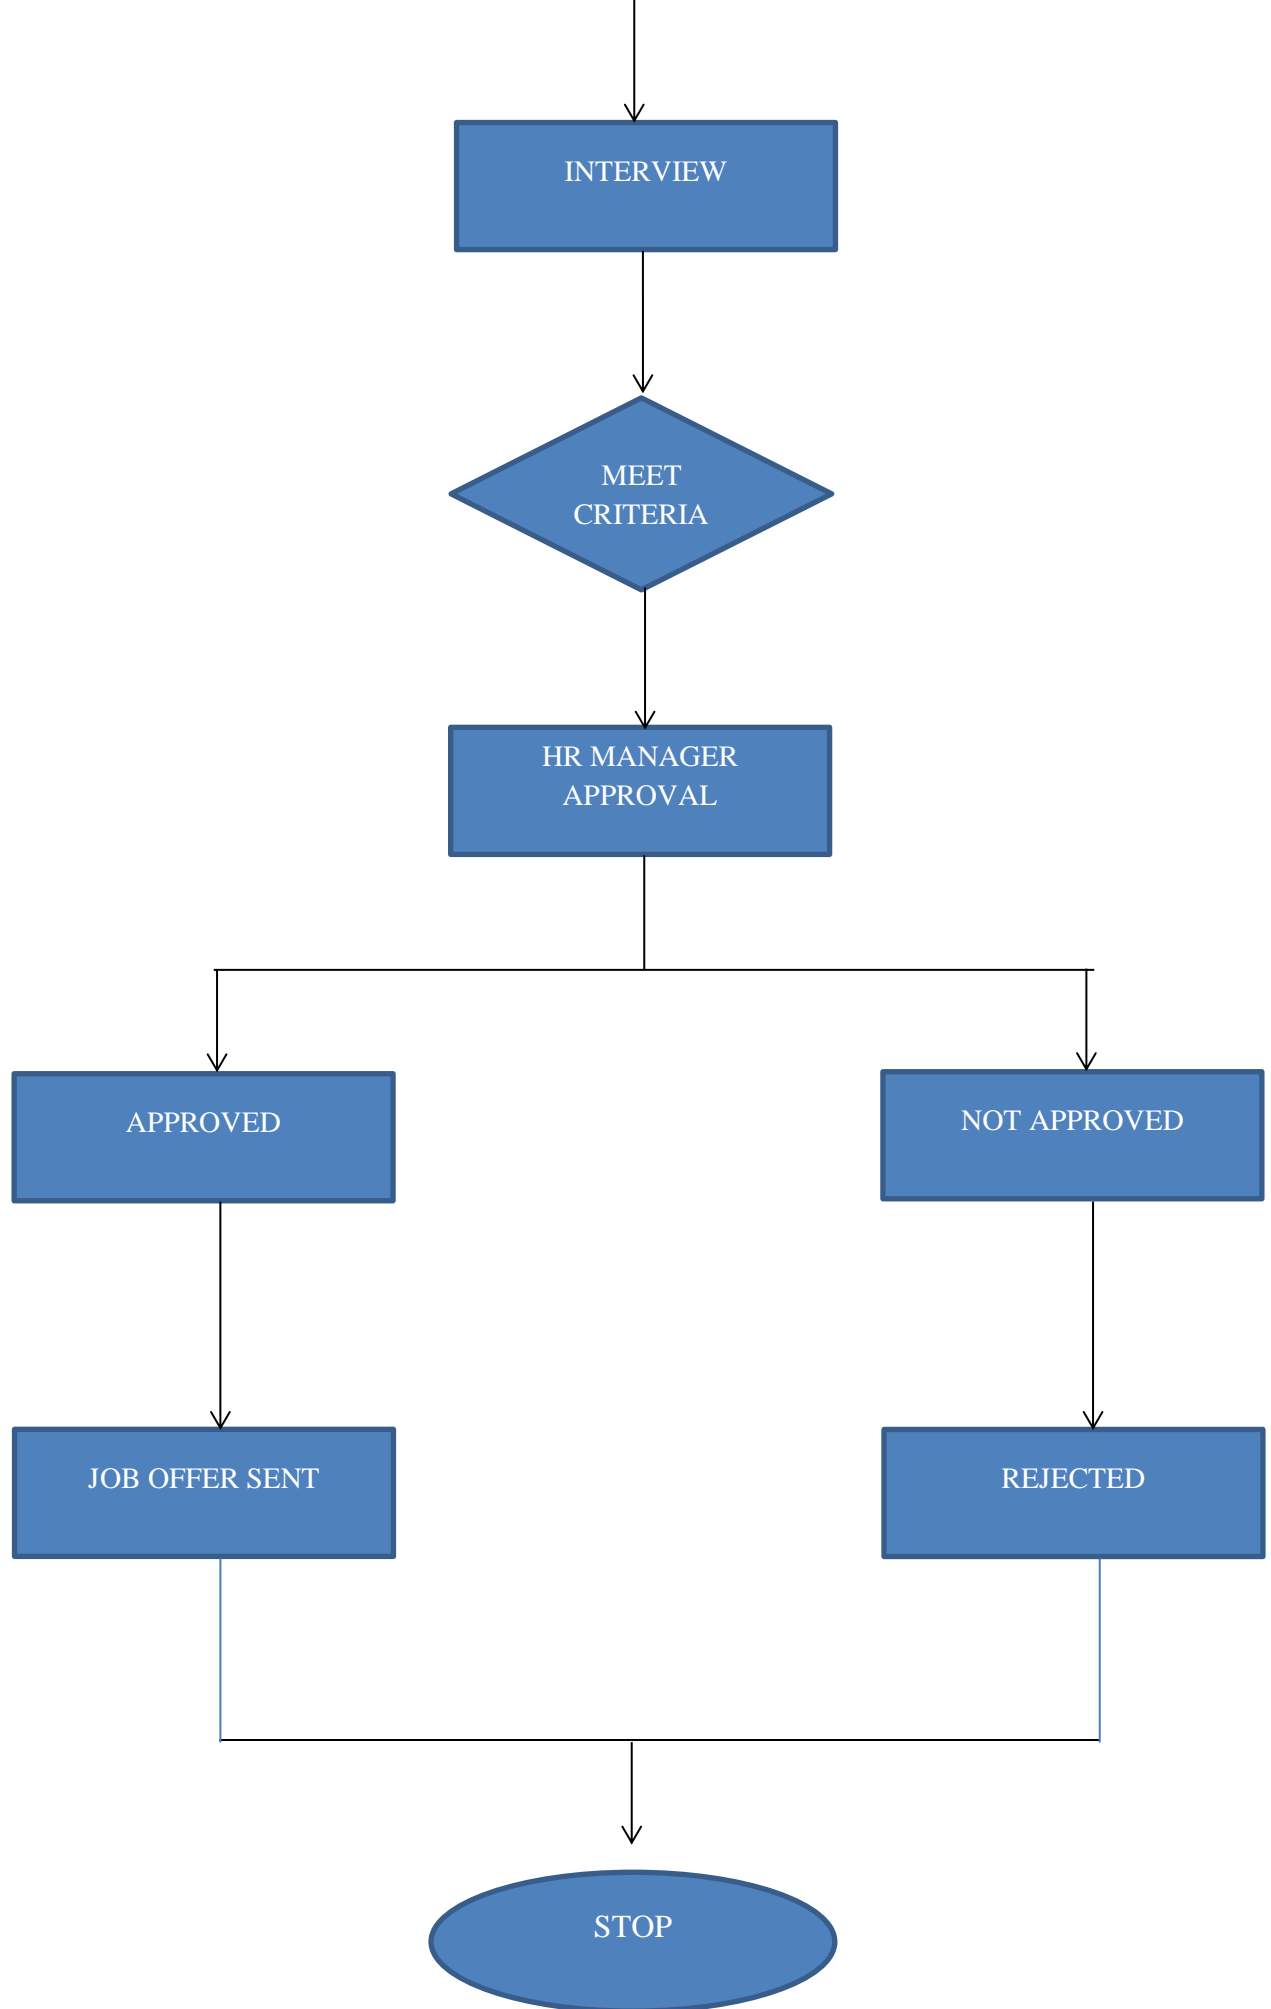 INTERVIEW
MEET
CRITERIA
HR MANAGER
APPROVAL
APPROVED
NOT APPROVED
JOB OFFER SENT
REJECTED
STOP